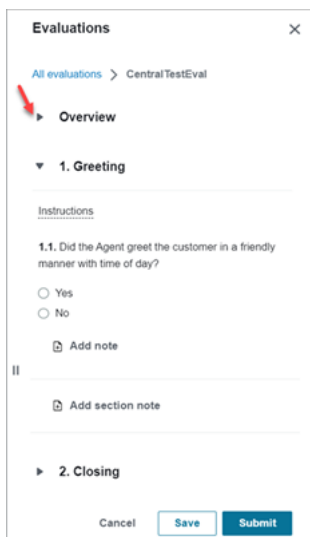 Evaluations
All evaluations > CentralTestEval
Overview
1. Greeting
Instructions
1.1. Did the Agent greet the customer in a friendly
manner with time of day?
Yes
No
Add note
Add section note
2. Closing
Cancel Save Submit